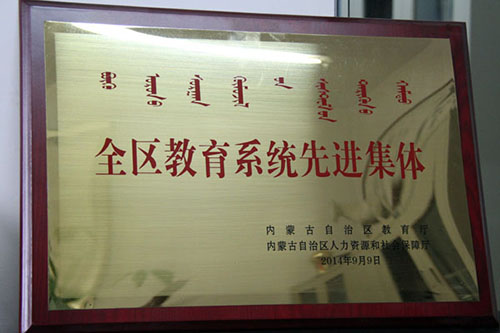 全区教育系统先进集体
内蒙古自治区教育厅
内蒙古自治区人力资源和社会保障厅
2014年9月9日